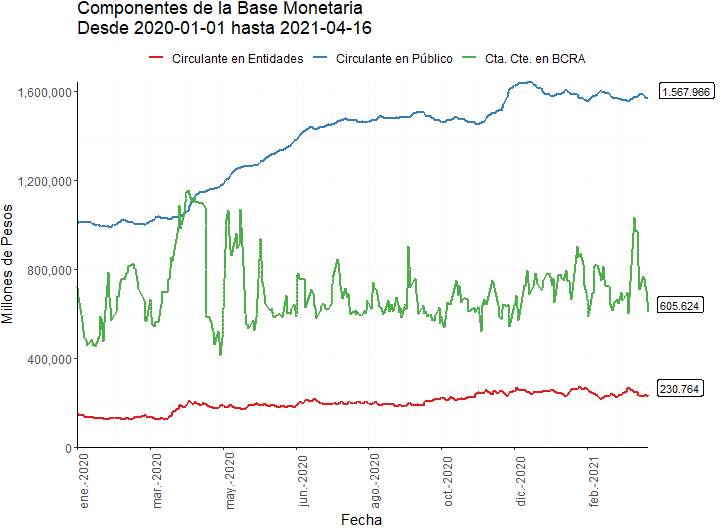 Componentes de la Base Monetaria
Desde 2020-01-01 hasta 2021-04-16
Circulante en Entidades Circulante en Público Cta. Cte. en BCRA
Millones de Pesos
1,600,000
1,200,000
800,000
400,000
0
1.567.966
605.624
230.764
ene.-2020
mar.-2020
may.-2020
jun.-2020
ago.-2020
oct.-2020
dic.-2020
feb.-2021
Fecha